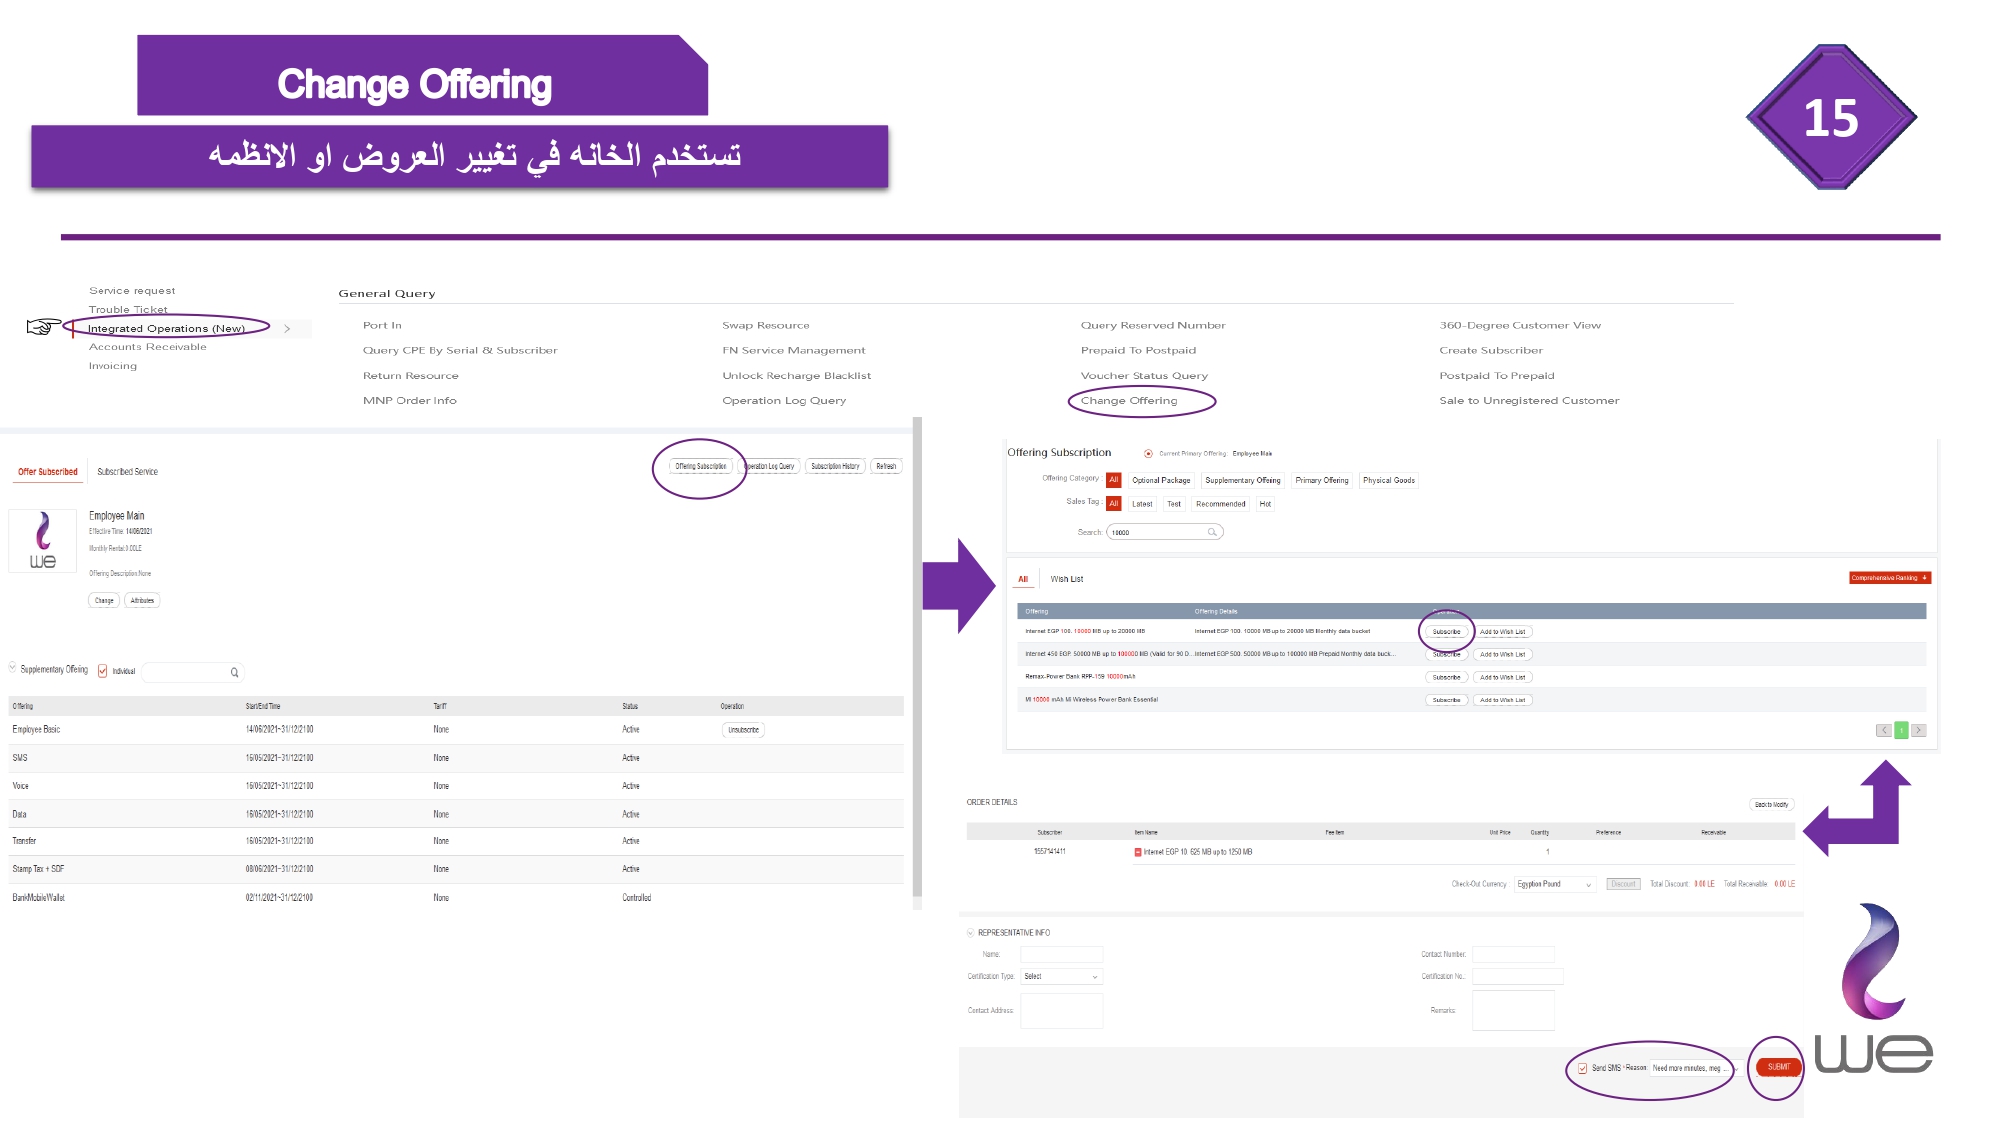 Change Offering
15
تستخدم الخانه في تغيير العروض او الانظمه
Service request
Trouble Ticket
Integrated Operations (New) >
Accounts Receivable
Invoicing
General Query
Port In Swap Resource Query Reserved Number 360-Degree Customer View
Query CPE By Serial & Subscriber FN Service Management Prepaid To Postpaid Create Subscriber
Return Resource Unlock Recharge Blacklist Voucher Status Query Postpaid To Prepaid
MNP Order Info Operation Log Query Change Offering Sale to Unregistered Customer
Offer Subscribed Subscribed Service Offering Subscription Operation Log Query Subscription History Refresh
we
Employee Main
Effective Time: 14/06/2021
Monthly Rental:0.00LE
Offering Description:None
Change Attributes
Supplementary Offering Individual
Offering Start/End Time Tariff Status Operation
Employee Basic 14/06/2021~31/12/2100 None Active Unsubscribe
SMS 16/05/2021~31/12/2100 None Active
Voice 16/05/2021~31/12/2100 None Active
Data 16/05/2021~31/12/2100 None Active
Transfer 16/05/2021~31/12/2100 None Active
Stamp Tax + SDF 08/06/2021~31/12/2100 None Active
BankMobileWallet 02/11/2021~31/12/2100 None Controlled
Offering Subscription Current Primary Offering: Employee Main
Offering Category : All Optional Package Supplementary Offering Primary Offering Physical Goods
Sales Tag : All Latest Test Recommended Hot
Search: 10000
All Wish List Comprehensive Ranking
Offering Offering Details
Internet EGP 100. 10000 MB up to 20000 MB Internet EGP 100. 10000 MB up to 20000 MB Monthly data bucket Subscribe Add to Wish List
Internet 450 EGP. 50000 MB up to 100000 MB (Valid for 90 D... Internet EGP 500. 50000 MB up to 100000 MB Prepaid Monthly data buck... Subscribe Add to Wish List
Remax-Power Bank RPP-159 10000mAh Subscribe Add to Wish List
MI 10000 mAh MI Wireless Power Bank Essential Subscribe Add to Wish List
< 1 >
ORDER DETAILS Back to Modify
Subscriber Item Name Fee Item Unit Price Quantity Preference Receivable
1557141411 Internet EGP 10. 625 MB up to 1250 MB 1
Check-Out Currency : Egyption Pound Discount Total Discount: 0.00 LE Total Receivable: 0.00 LE
REPRESENTATIVE INFO
Name: Contact Number:
Certification Type: Select Certification No.:
Contact Address: Remarks:
Send SMS *Reason: Need more minutes, meg ... SUBMIT
we